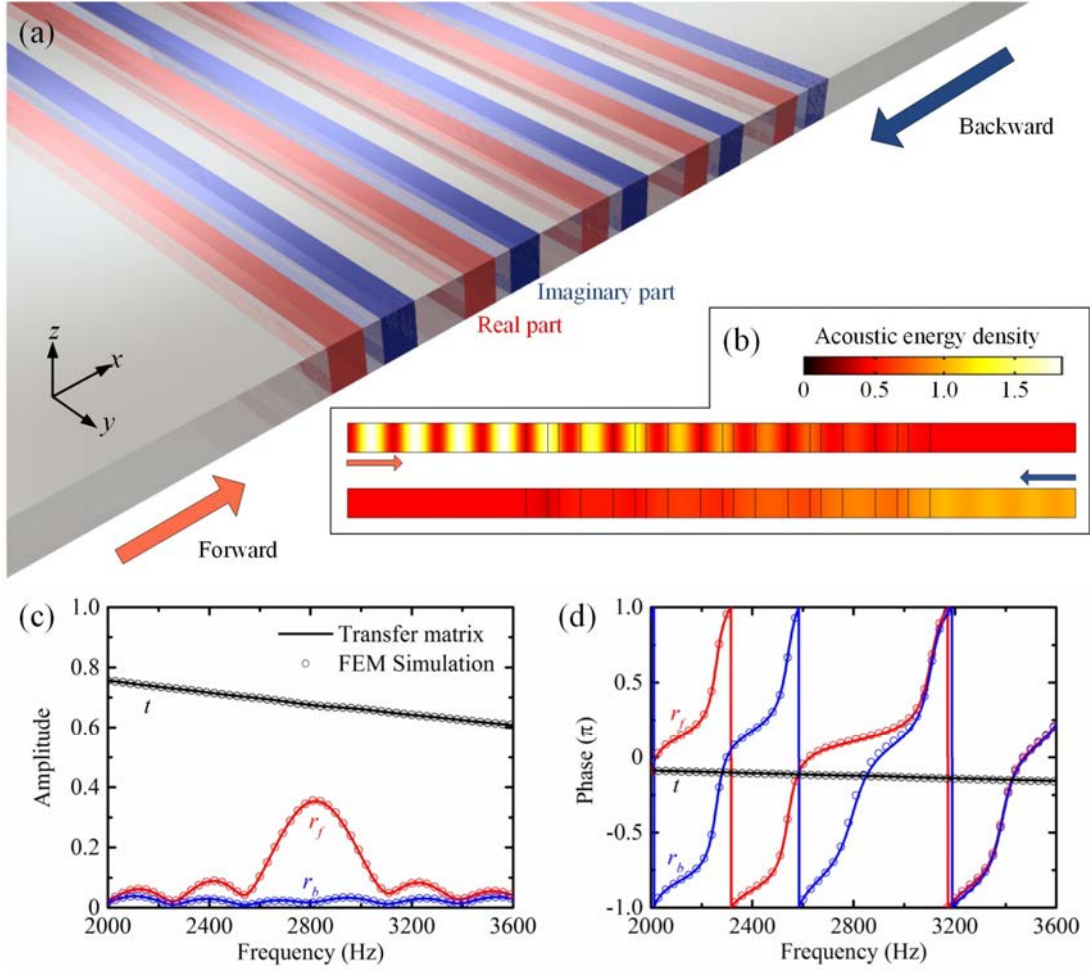 (a)
Backward
Imaginary part
Real part
z
x
y
Forward
(b)
Acoustic energy density
0 0.5 1.0 1.5
(c)
1.0
0.8
0.6
0.4
0.2
0
Amplitude
Transfer matrix
FEM Simulation
t
r_f
r_b
2000 2400 2800 3200 3600
Frequency (Hz)
(d)
1.0
0.5
0
-0.5
-1.0
Phase (π)
r_f
t
r_b
2000 2400 2800 3200 3600
Frequency (Hz)